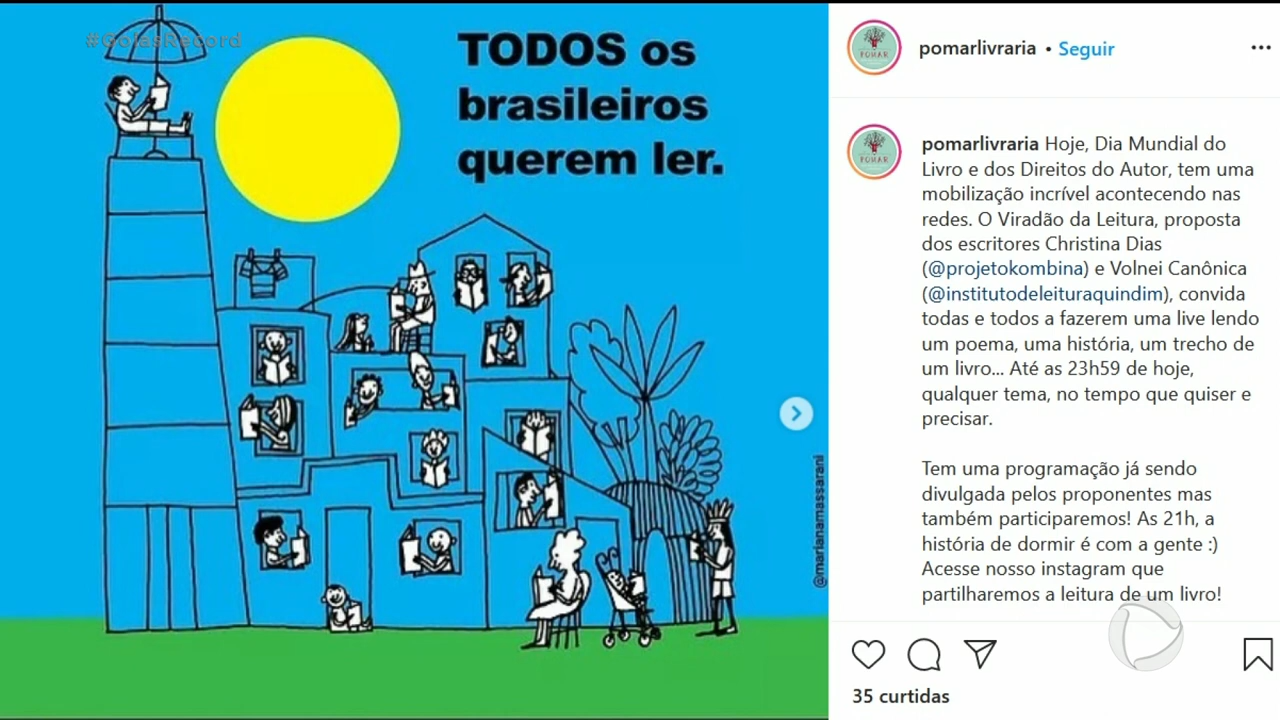 #GoiasRecord
TODOS os
brasileiros
querem ler.
@marianamassarani
POMAR
pomarlivraria • Seguir
POMAR
pomarlivraria Hoje, Dia Mundial do
Livro e dos Direitos do Autor, tem uma
mobilização incrível acontecendo nas
redes. O Viradão da Leitura, proposta
dos escritores Christina Dias
(@projetokombina) e Volnei Canônica
(@institutodeleituraquindim), convida
todas e todos a fazerem uma live lendo
um poema, uma história, um trecho de
um livro... Até as 23h59 de hoje,
qualquer tema, no tempo que quiser e
precisar.
Tem uma programação já sendo
divulgada pelos proponentes mas
também participaremos! As 21h, a
história de dormir é com a gente :)
Acesse nosso instagram que
partilharemos a leitura de um livro!
35 curtidas